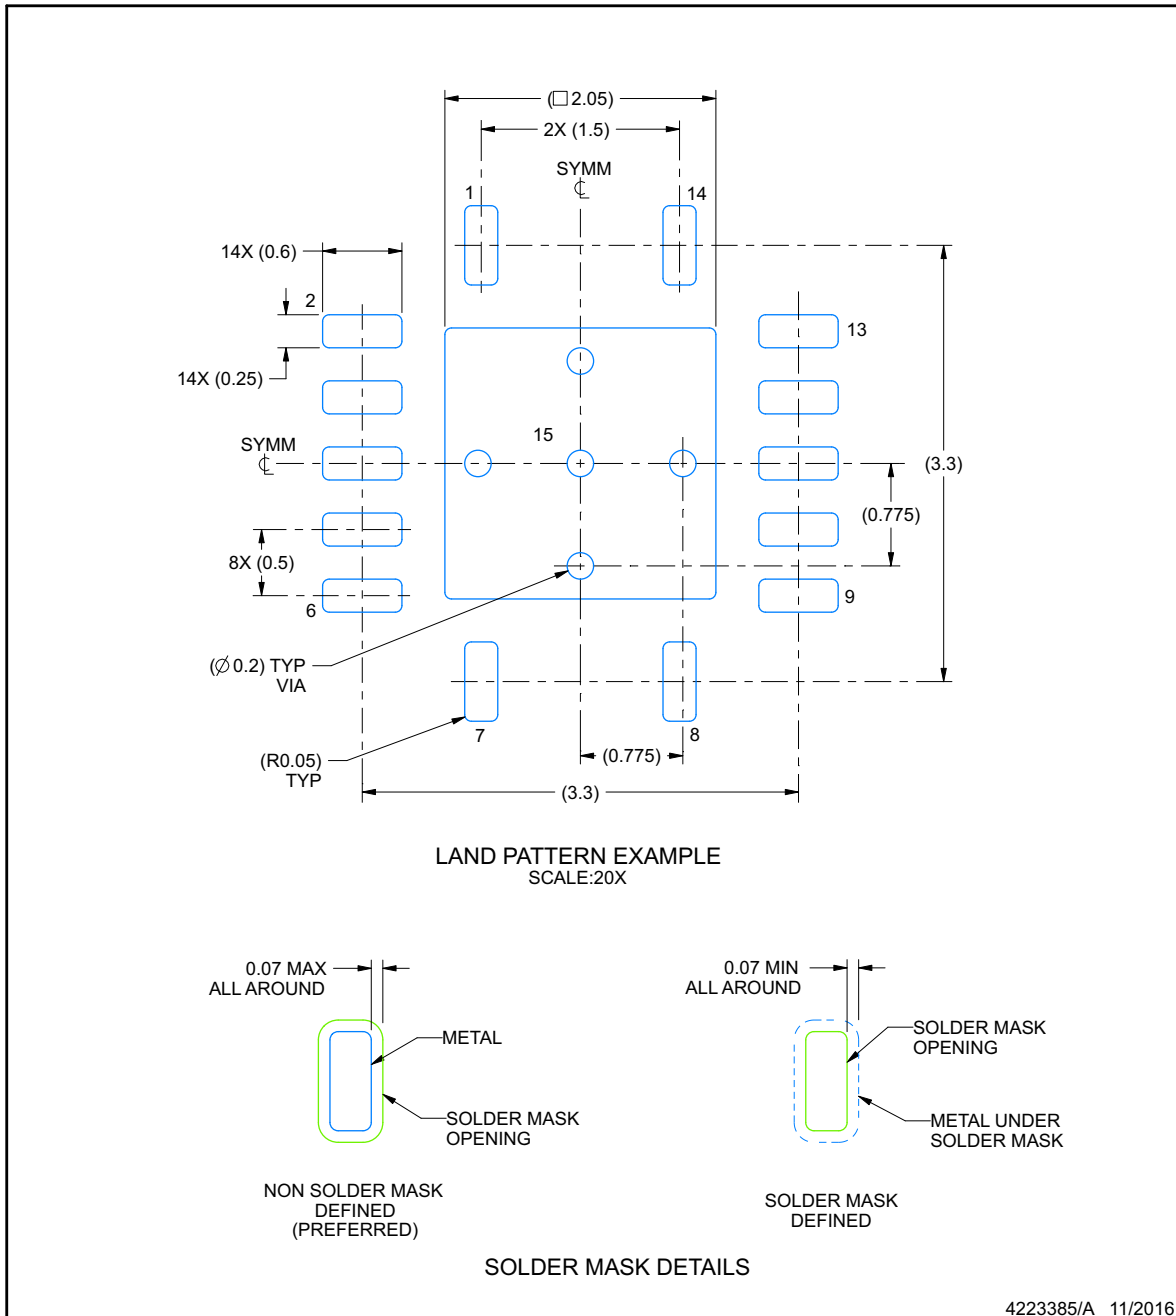 (□ 2.05)
2X (1.5)
SYMM
℄
1
14
14X (0.6)
2
13
14X (0.25)
15
SYMM
℄
(3.3)
(0.775)
8X (0.5)
6
9
(Ø 0.2) TYP
VIA
7
8
(R0.05)
TYP
(0.775)
(3.3)
LAND PATTERN EXAMPLE
SCALE:20X
0.07 MAX
ALL AROUND
METAL
SOLDER MASK
OPENING
NON SOLDER MASK
DEFINED
(PREFERRED)
0.07 MIN
ALL AROUND
SOLDER MASK
OPENING
METAL UNDER
SOLDER MASK
SOLDER MASK
DEFINED
SOLDER MASK DETAILS
4223385/A 11/2016